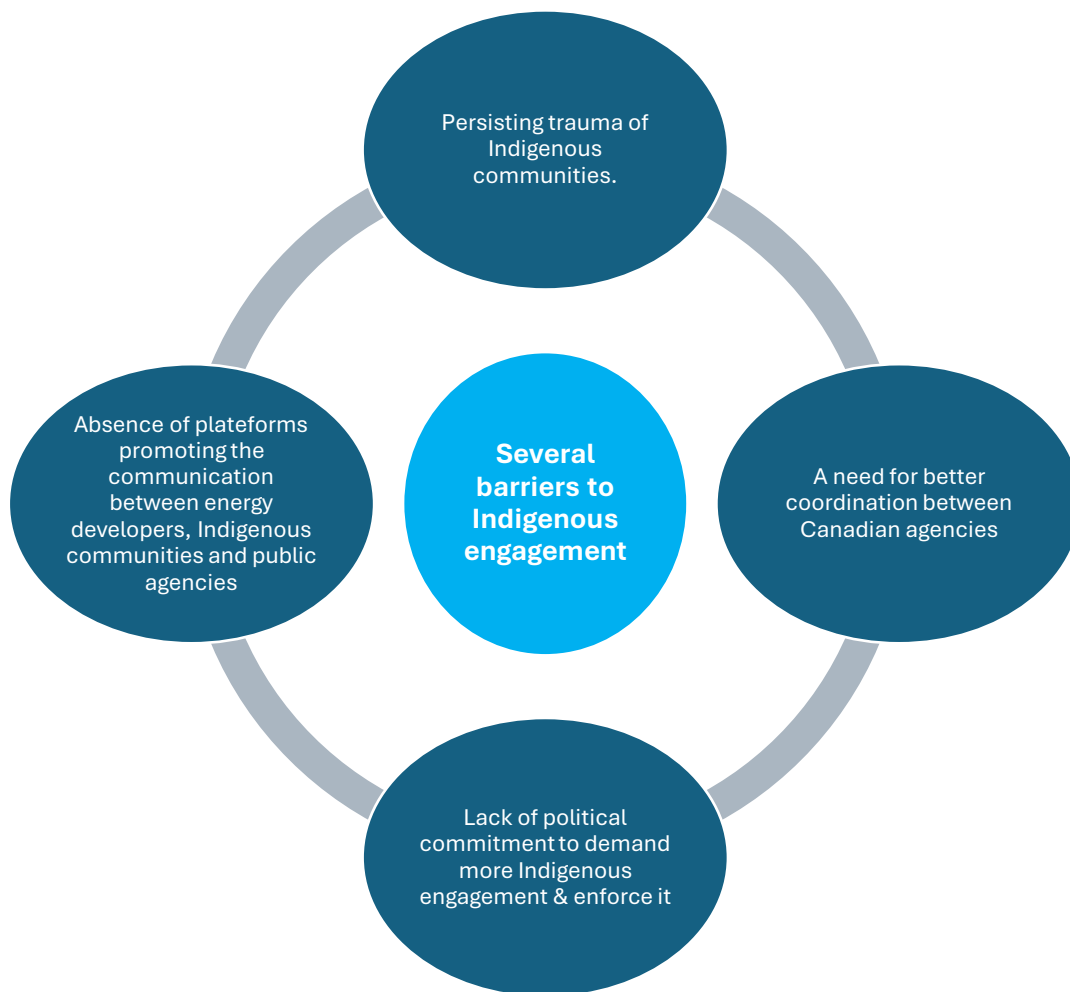 Persisting trauma of
Indigenous
communities.
Absence of plateforms
promoting the
communication
between energy
developers, Indigenous
communities and public
agencies
Several
barriers to
Indigenous
engagement
A need for better
coordination between
Canadian agencies
Lack of political
commitment to demand
more Indigenous
engagement & enforce it